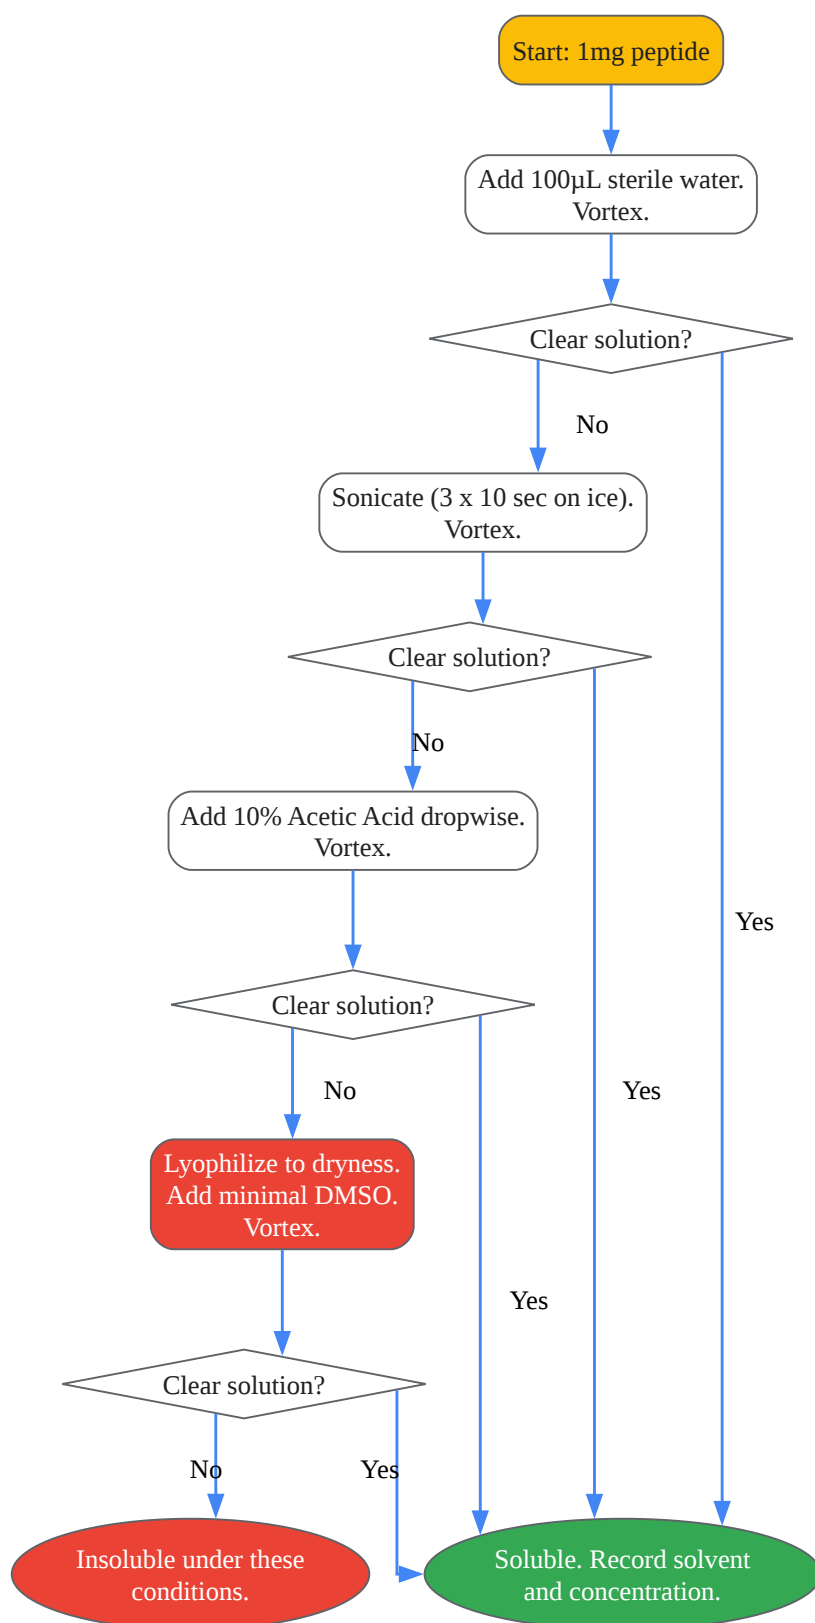 Start: 1mg peptide
Add 100µL sterile water.
Vortex.
Clear solution?
No
Sonicate (3 x 10 sec on ice).
Vortex.
Clear solution?
No
Add 10% Acetic Acid dropwise.
Vortex.
Yes
Clear solution?
No
Yes
Lyophilize to dryness.
Add minimal DMSO.
Vortex.
Yes
Clear solution?
No
Yes
Insoluble under these
conditions.
Soluble. Record solvent
and concentration.